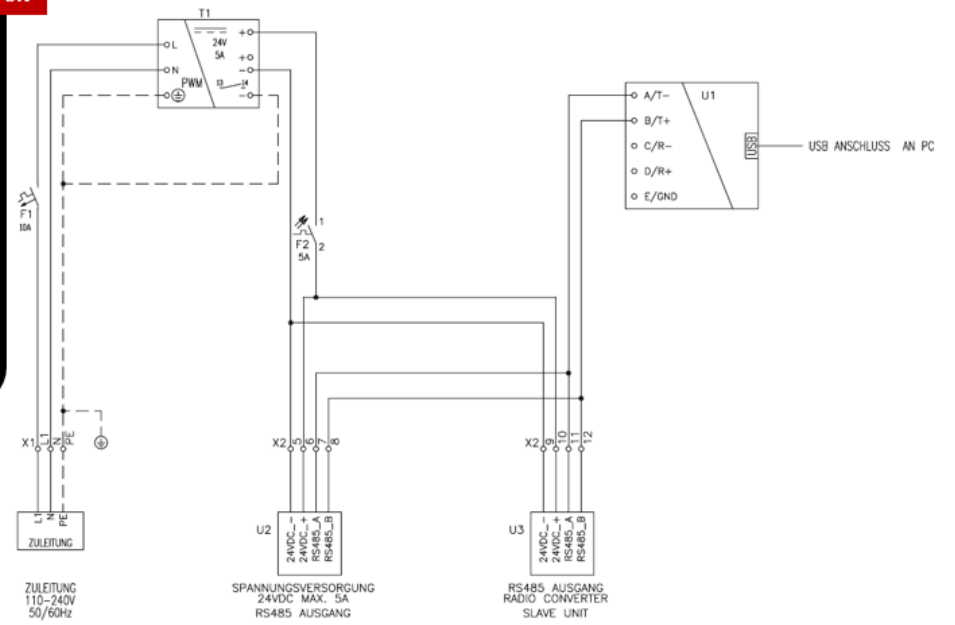 T1
L
N
24V
5A
+
+
-
13
14
-
PWM
A/T-
U1
B/T+
C/R-
D/R+
E/GND
USB
USB ANSCHLUSS AN PC
F1
10A
1
F2
2
5A
X1
L1
N
PE
X2
5
6
7
8
X2
9
10
11
12
L1
N
PE
ZULEITUNG
U2
24VDC_-
24VDC_+
RS485_A
RS485_B
U3
24VDC_-
24VDC_+
RS485_A
RS485_B
ZULEITUNG
110-240V
50/60Hz
SPANNUNGSVERSORGUNG
24VDC MAX. 5A
RS485 AUSGANG
RS485 AUSGANG
RADIO CONVERTER
SLAVE UNIT